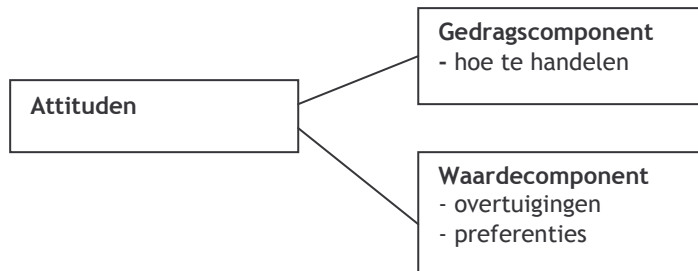 Gedragscomponent
- hoe te handelen
Attituden
Waardecomponent
- overtuigingen
- preferenties